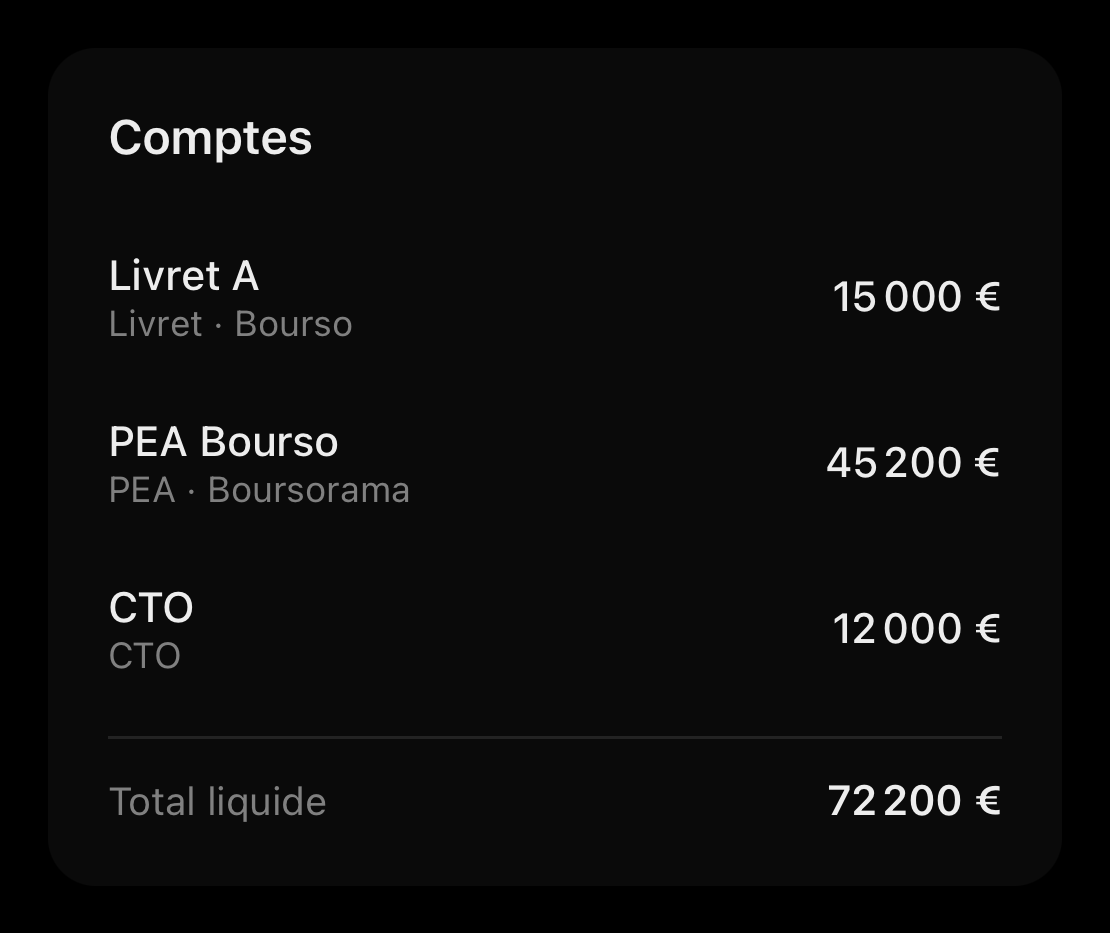 Comptes
Livret A
Livret · Bourso
15 000 €
PEA Bourso
PEA · Boursorama
45 200 €
CTO
CTO
12 000 €
Total liquide
72 200 €